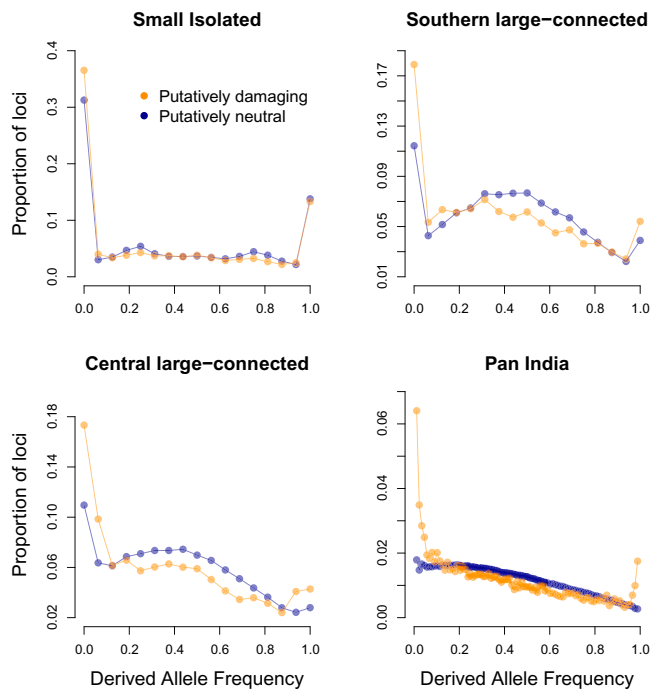 Small Isolated
Proportion of loci
0.0 0.1 0.2 0.3 0.4
Putatively damaging
Putatively neutral
0.0 0.2 0.4 0.6 0.8 1.0
Southern large−connected
0.01 0.05 0.09 0.13 0.17
0.0 0.2 0.4 0.6 0.8 1.0
Central large−connected
Proportion of loci
0.02 0.06 0.10 0.14 0.18
0.0 0.2 0.4 0.6 0.8 1.0
Derived Allele Frequency
Pan India
0.00 0.02 0.04 0.06
0.0 0.2 0.4 0.6 0.8 1.0
Derived Allele Frequency